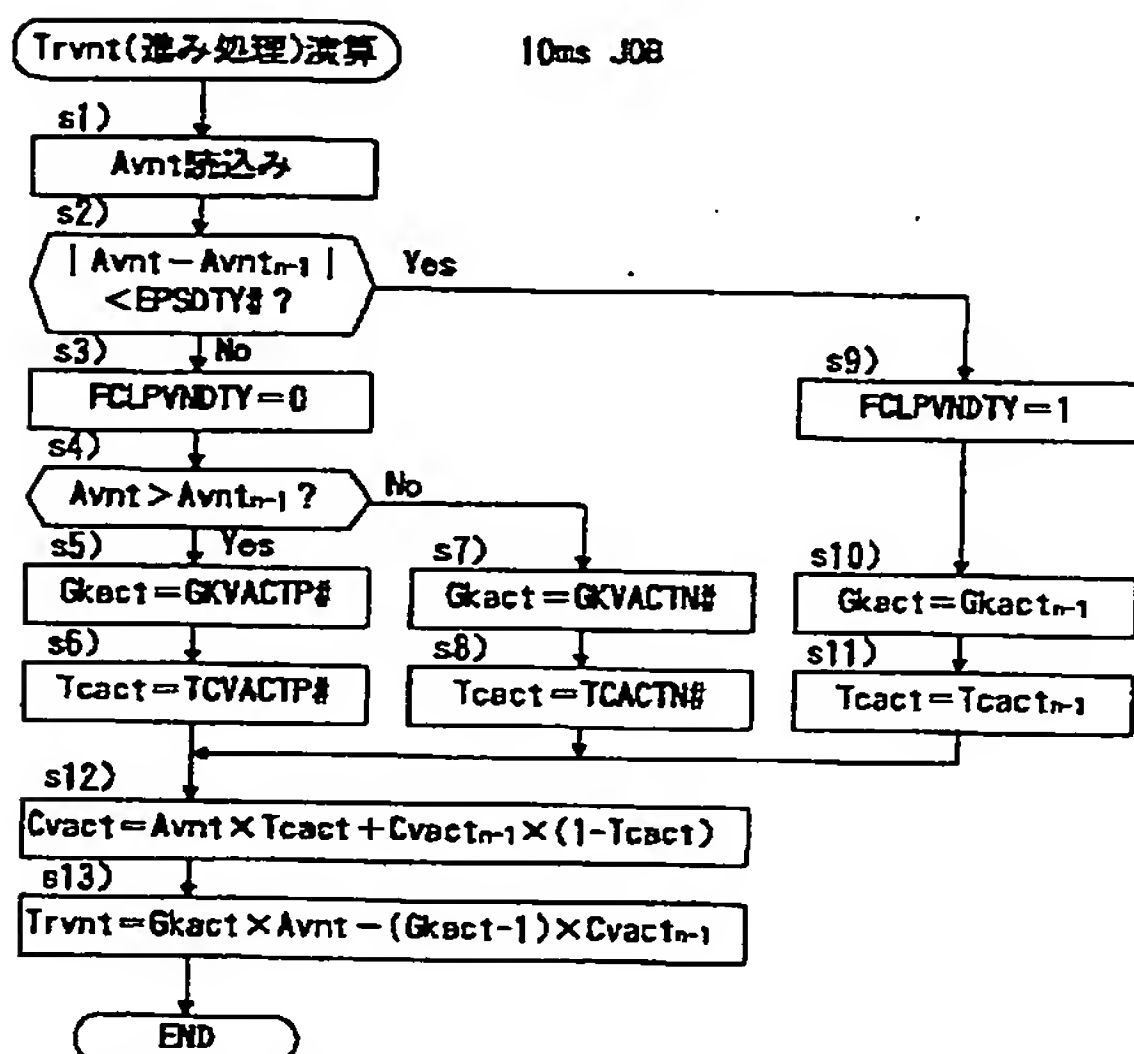 Trvnt(進み処理)演算
10ms JOB
s1)
Avnt読込み
s2)
| Avnt－Avntn-1 |
＜EPSDTY#？
Yes
No
s3)
FCLPVNDTY＝0
s9)
FCLPVNDTY＝1
s4)
Avnt＞Avntn-1？
No
Yes
s5)
Gkact＝GKVACTP#
s7)
Gkact＝GKVACTN#
s10)
Gkact＝Gkactn-1
s6)
Tcact＝TCVACTP#
s8)
Tcact＝TCACTN#
s11)
Tcact＝Tcactn-1
s12)
Cvact＝Avnt×Tcact＋Cvactn-1×(1-Tcact)
s13)
Trvnt＝Gkact×Avnt－(Gkact-1)×Cvactn-1
END